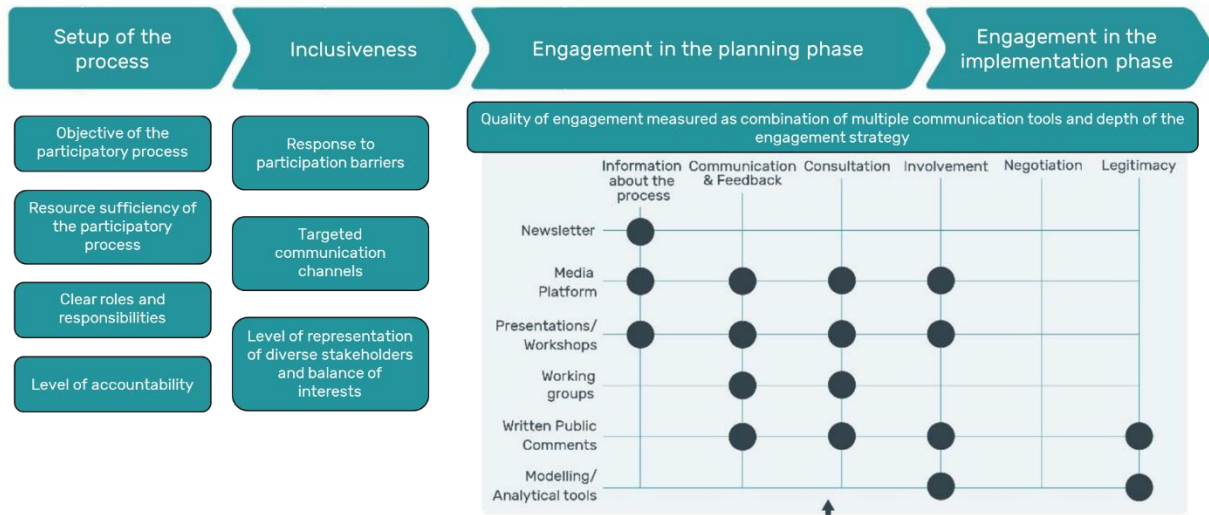 Setup of the
process
Inclusiveness
Engagement in the planning phase
Engagement in the
implementation phase
Objective of the
participatory process
Resource sufficiency of
the participatory
process
Clear roles and
responsibilities
Level of accountability
Response to
participation barriers
Targeted
communication
channels
Level of representation
of diverse stakeholders
and balance of
interests
Quality of engagement measured as combination of multiple communication tools and depth of the
engagement strategy
Information
about the
process
Communication
& Feedback
Consultation
Involvement
Negotiation
Legitimacy
Newsletter
Media
Platform
Presentations/
Workshops
Working
groups
Written Public
Comments
Modelling/
Analytical tools